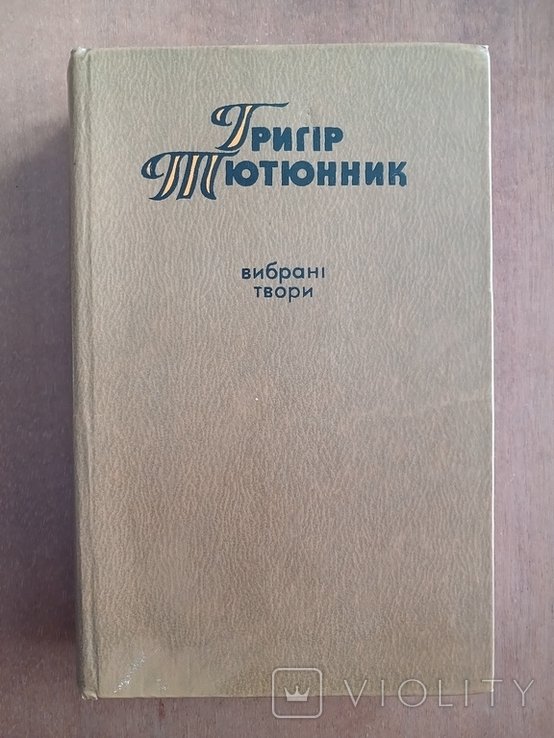 Григір
Тютюнник
вибрані
твори
VIOLITY